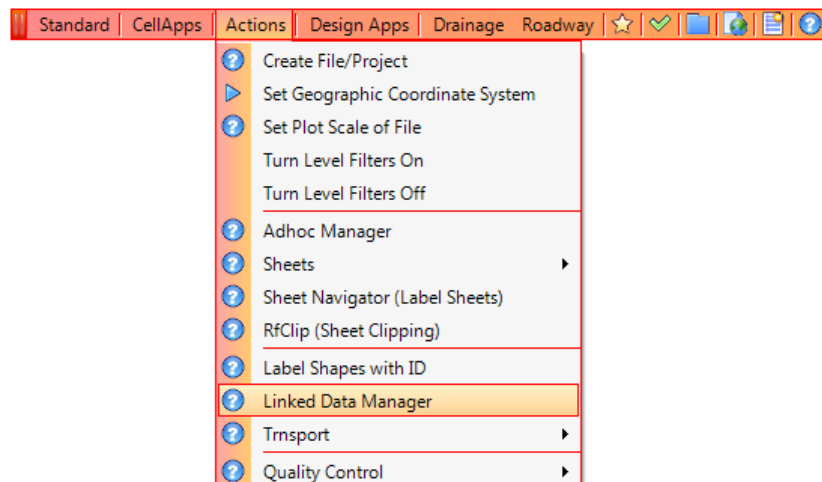 Standard CellApps Actions Design Apps Drainage Roadway
Create File/Project
Set Geographic Coordinate System
Set Plot Scale of File
Turn Level Filters On
Turn Level Filters Off
Adhoc Manager
Sheets
Sheet Navigator (Label Sheets)
RfClip (Sheet Clipping)
Label Shapes with ID
Linked Data Manager
Trnsport
Quality Control